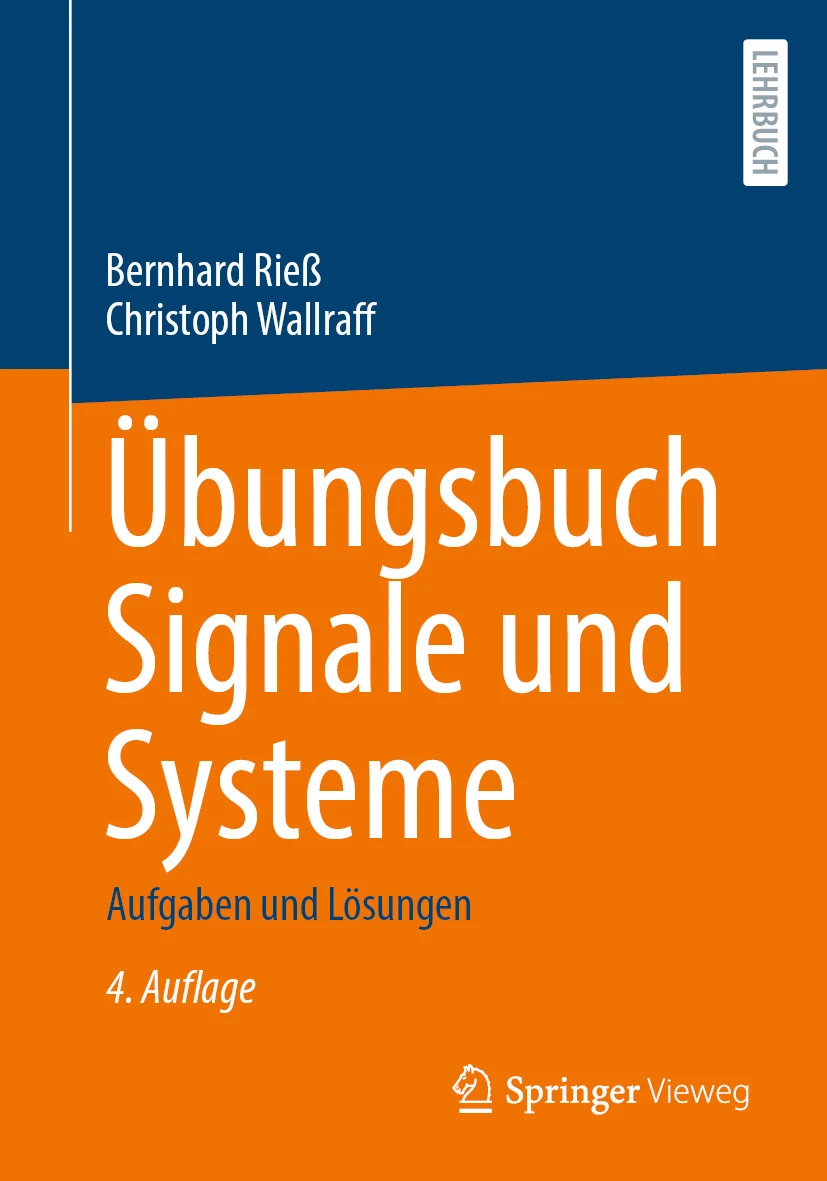 LEHRBUCH
Bernhard Rieß
Christoph Wallraff
Übungsbuch
Signale und
Systeme
Aufgaben und Lösungen
4. Auflage
Springer Vieweg